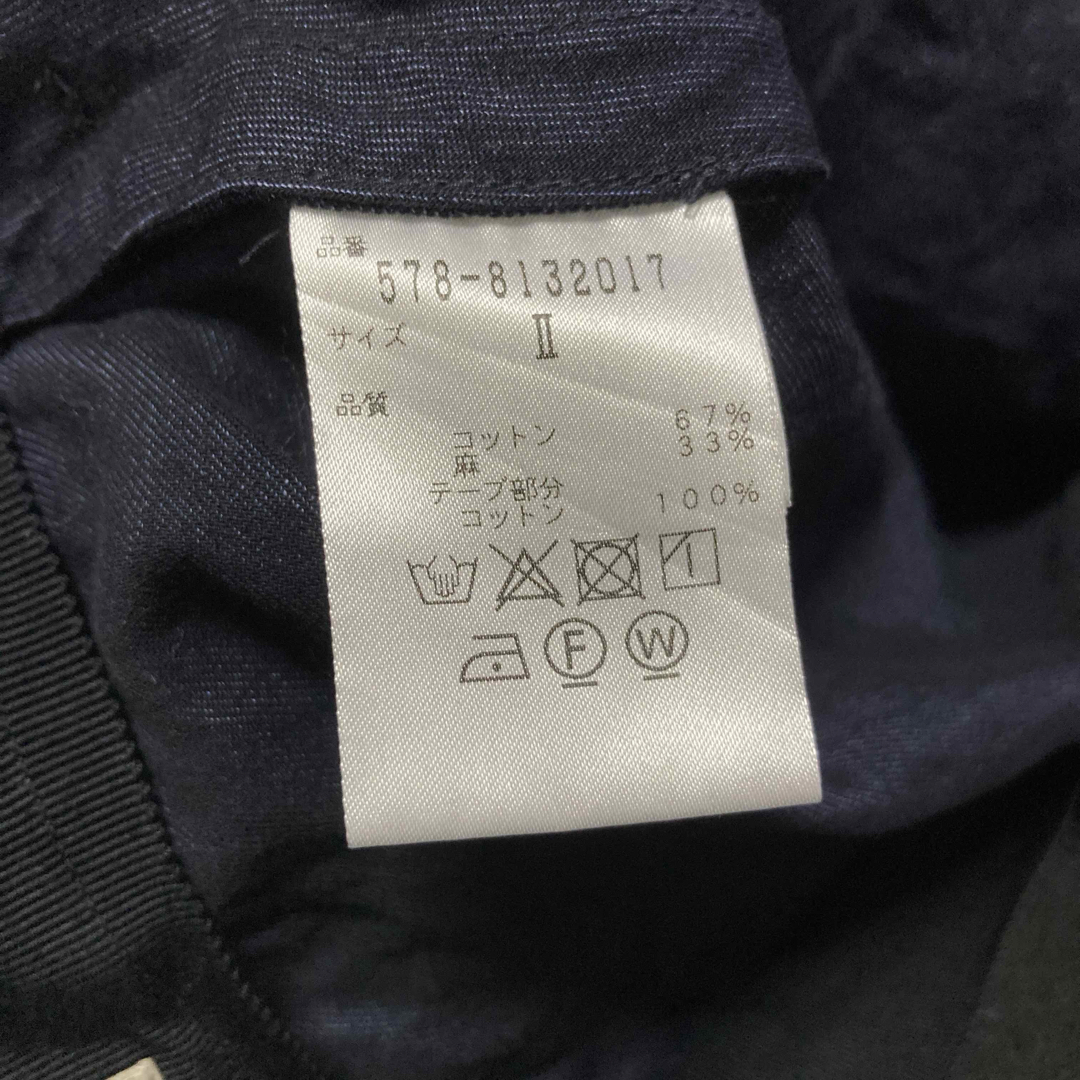 品番
578-8132017
サイズ Ⅱ
品質
コットン 67%
麻 33%
テープ部分
コットン 100%
F W